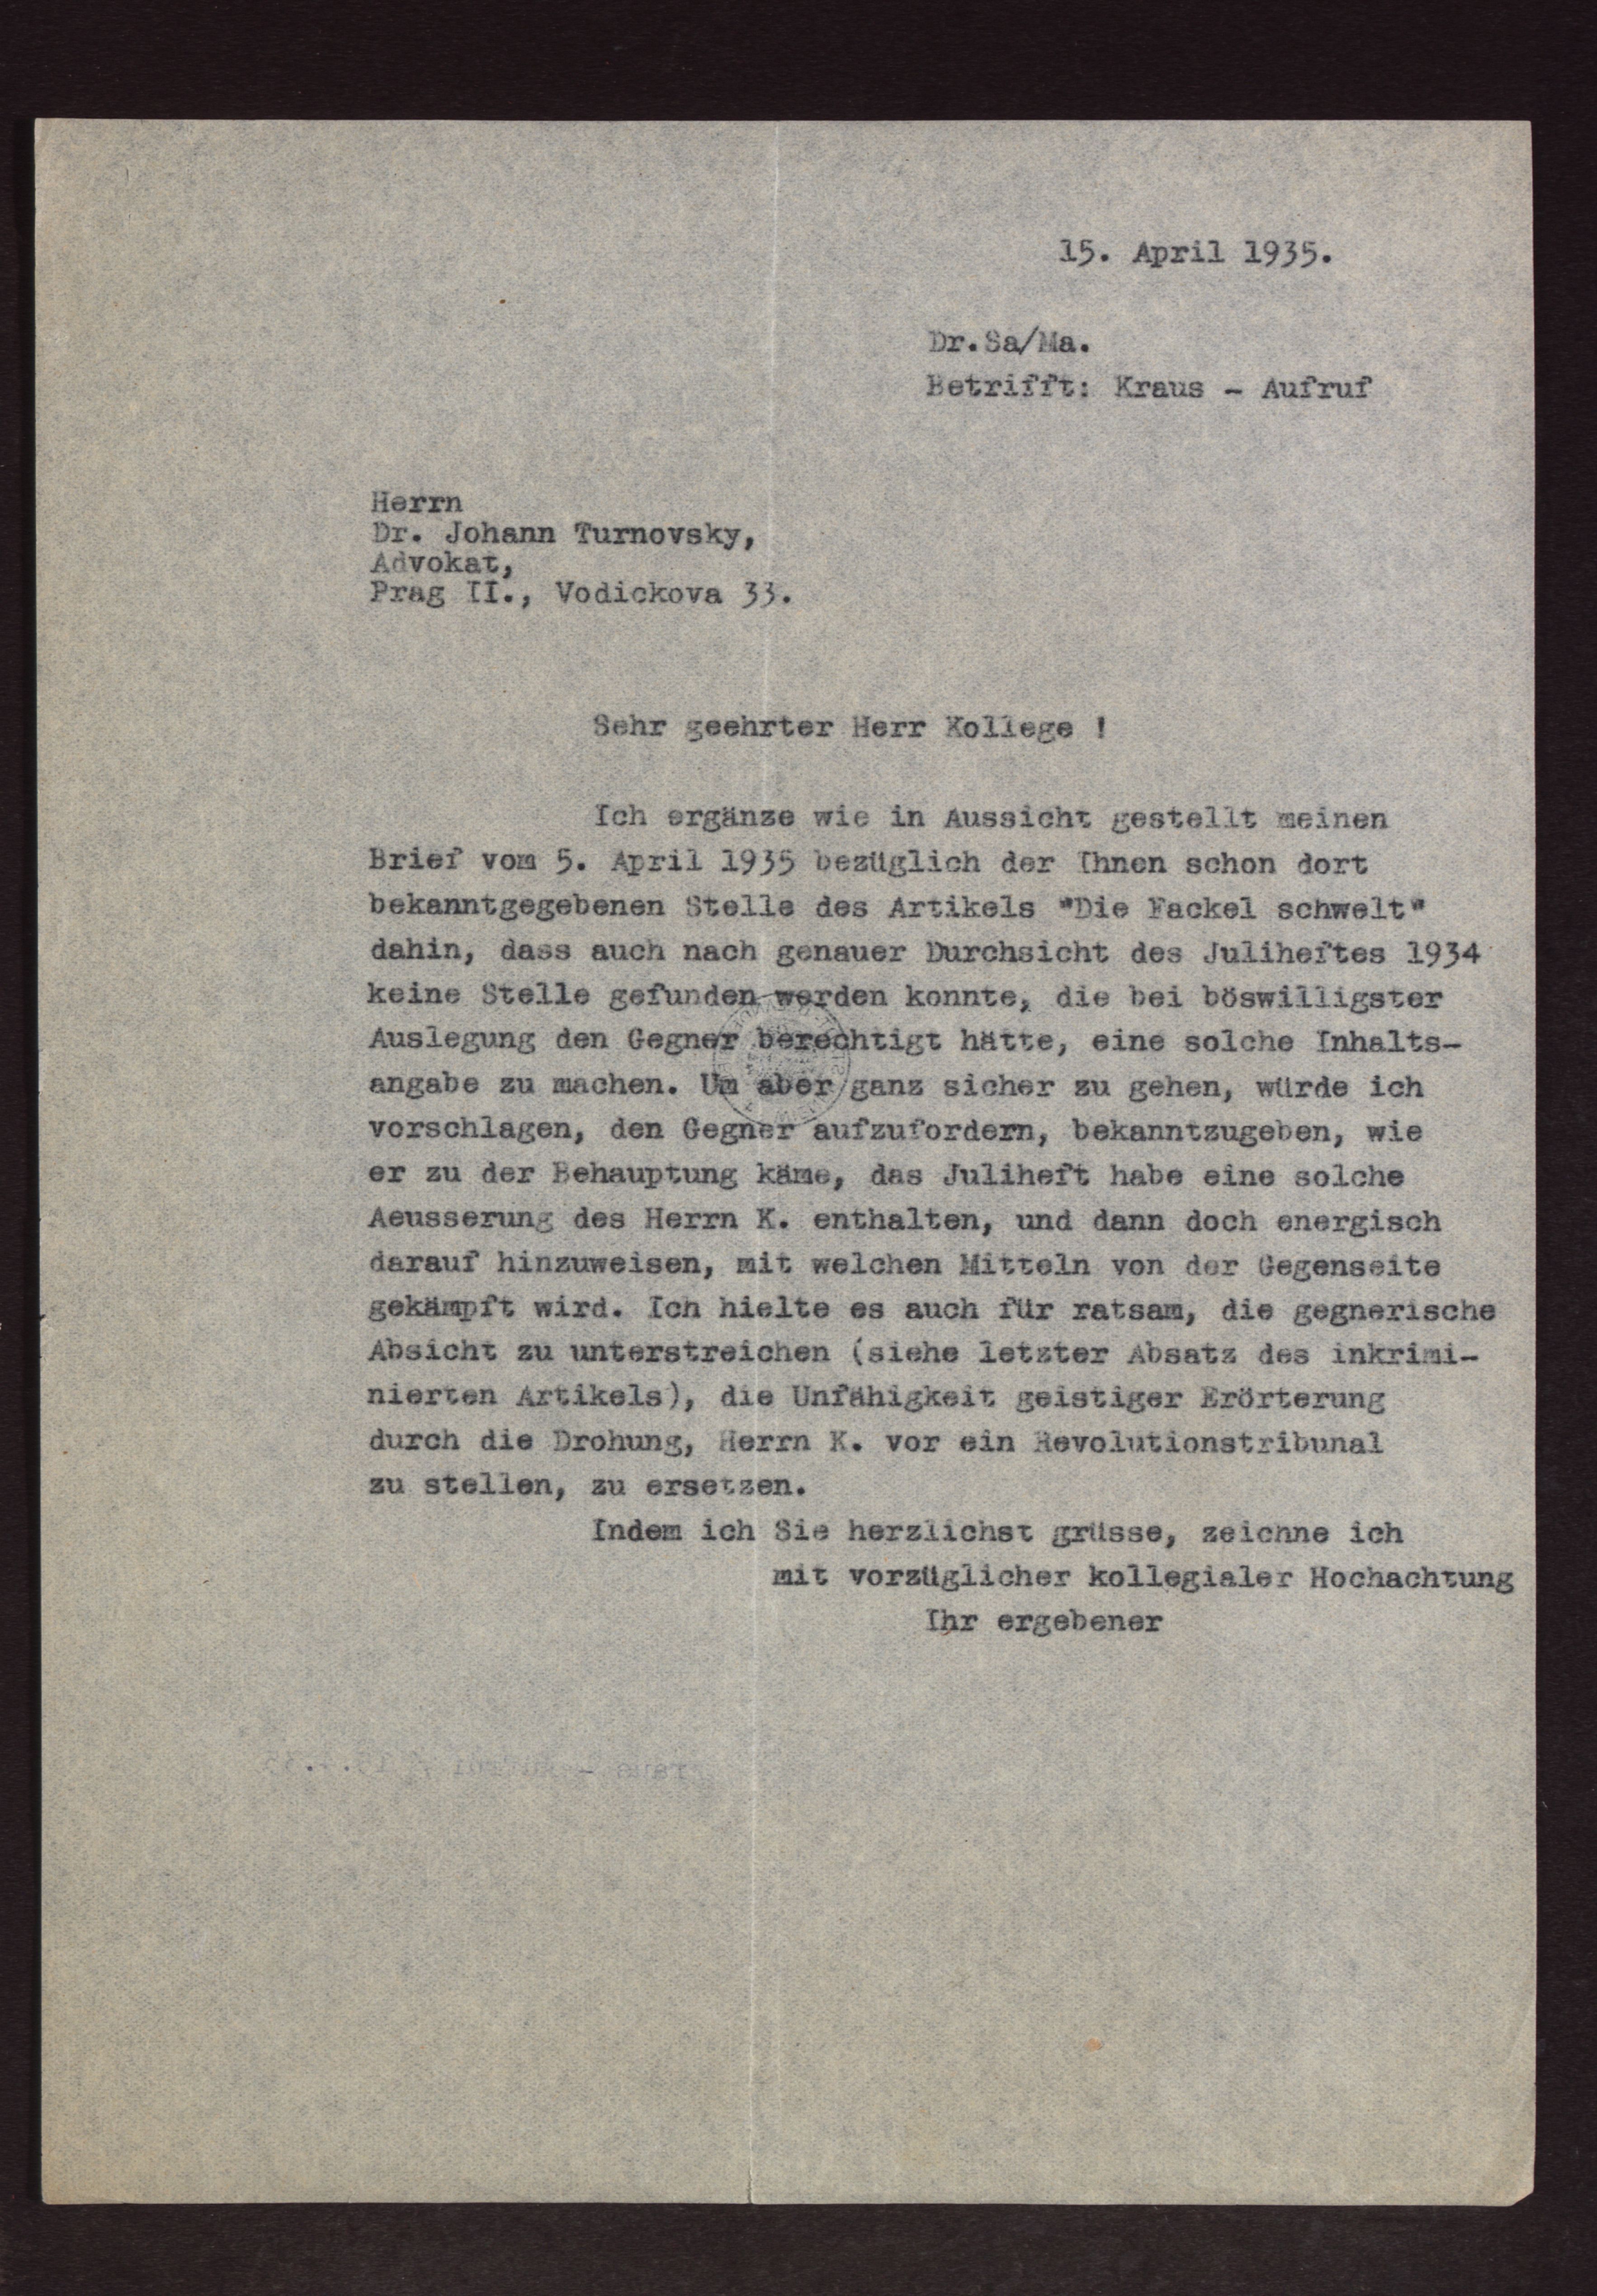 15. April 1935.
Dr.Sa/Ma.
Betrifft: Kraus - Aufruf
Herrn
Dr. Johann Turnovsky,
Advokat,
Prag II., Vodickova 33.
Sehr geehrter Herr Kollege !
Ich ergänze wie in Aussicht gestellt meinen
Brief vom 5. April 1935 bezüglich der Ihnen schon dort
bekanntgegebenen Stelle des Artikels "Die Fackel schwelt"
dahin, dass auch nach genauer Durchsicht des Juliheftes 1934
keine Stelle gefunden werden konnte, die bei böswilligster
Auslegung den Gegner berechtigt hätte, eine solche Inhalts-
angabe zu machen. Um aber ganz sicher zu gehen, würde ich
vorschlagen, den Gegner aufzufordern, bekanntzugeben, wie
er zu der Behauptung käme, das Juliheft habe eine solche
Aeusserung des Herrn K. enthalten, und dann doch energisch
darauf hinzuweisen, mit welchen Mitteln von der Gegenseite
gekämpft wird. Ich hielte es auch für ratsam, die gegnerische
Absicht zu unterstreichen (siehe letzter Absatz des inkrimi-
nierten Artikels), die Unfähigkeit geistiger Erörterung
durch die Drohung, Herrn K. vor ein Revolutionstribunal
zu stellen, zu ersetzen.
Indem ich Sie herzlichst grüsse, zeichne ich
mit vorzüglicher kollegialer Hochachtung
Ihr ergebener